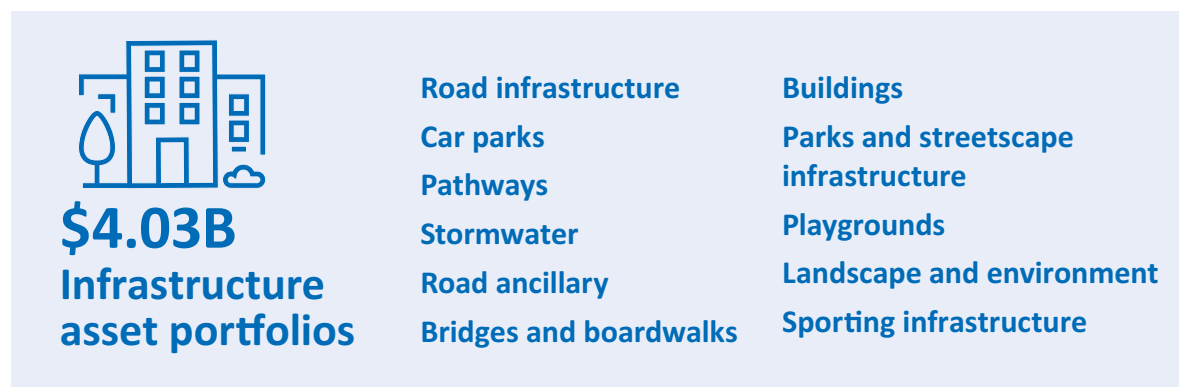 $4.03B
Infrastructure
asset portfolios
Road infrastructure
Car parks
Pathways
Stormwater
Road ancillary
Bridges and boardwalks
Buildings
Parks and streetscape
infrastructure
Playgrounds
Landscape and environment
Sporting infrastructure